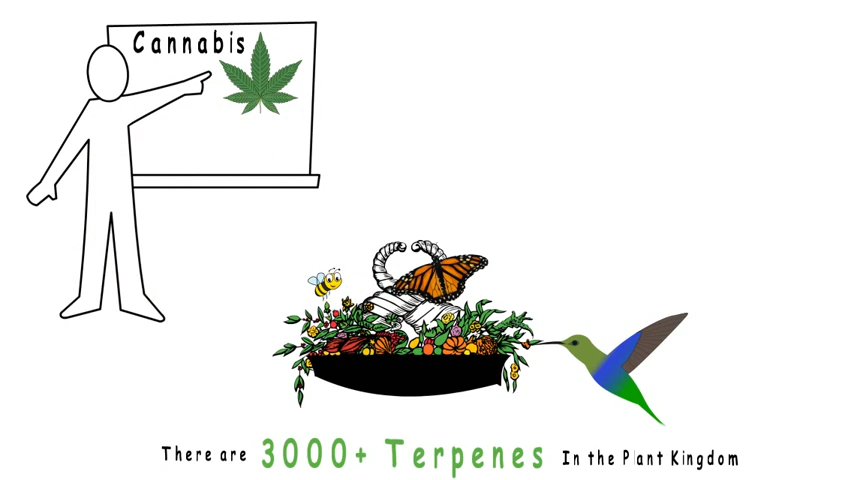 Cannabis
There are 3000+ Terpenes In the Plant Kingdom